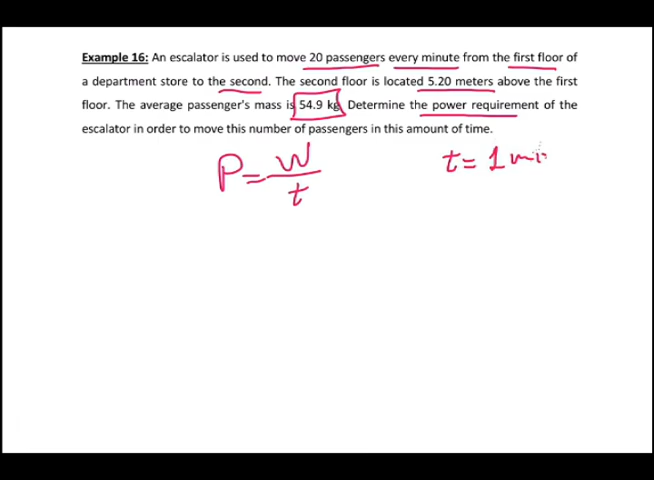 Example 16: An escalator is used to move 20 passengers every minute from the first floor of
a department store to the second. The second floor is located 5.20 meters above the first
floor. The average passenger's mass is 54.9 kg. Determine the power requirement of the
escalator in order to move this number of passengers in this amount of time.
P = W/t
t = 1 min